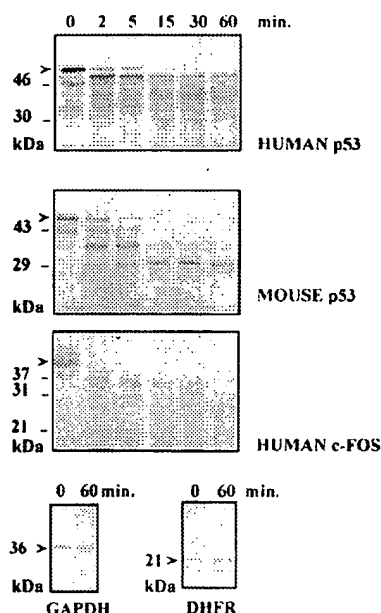 0 2 5 15 30 60 min.
>
46 –
30 –
kDa HUMAN p53
>
43 –
29 –
kDa MOUSE p53
>
37 –
31 –
21 –
kDa HUMAN c-FOS
0 60 min. 0 60 min.
36 > 21 >
kDa kDa
GAPDH DHFR